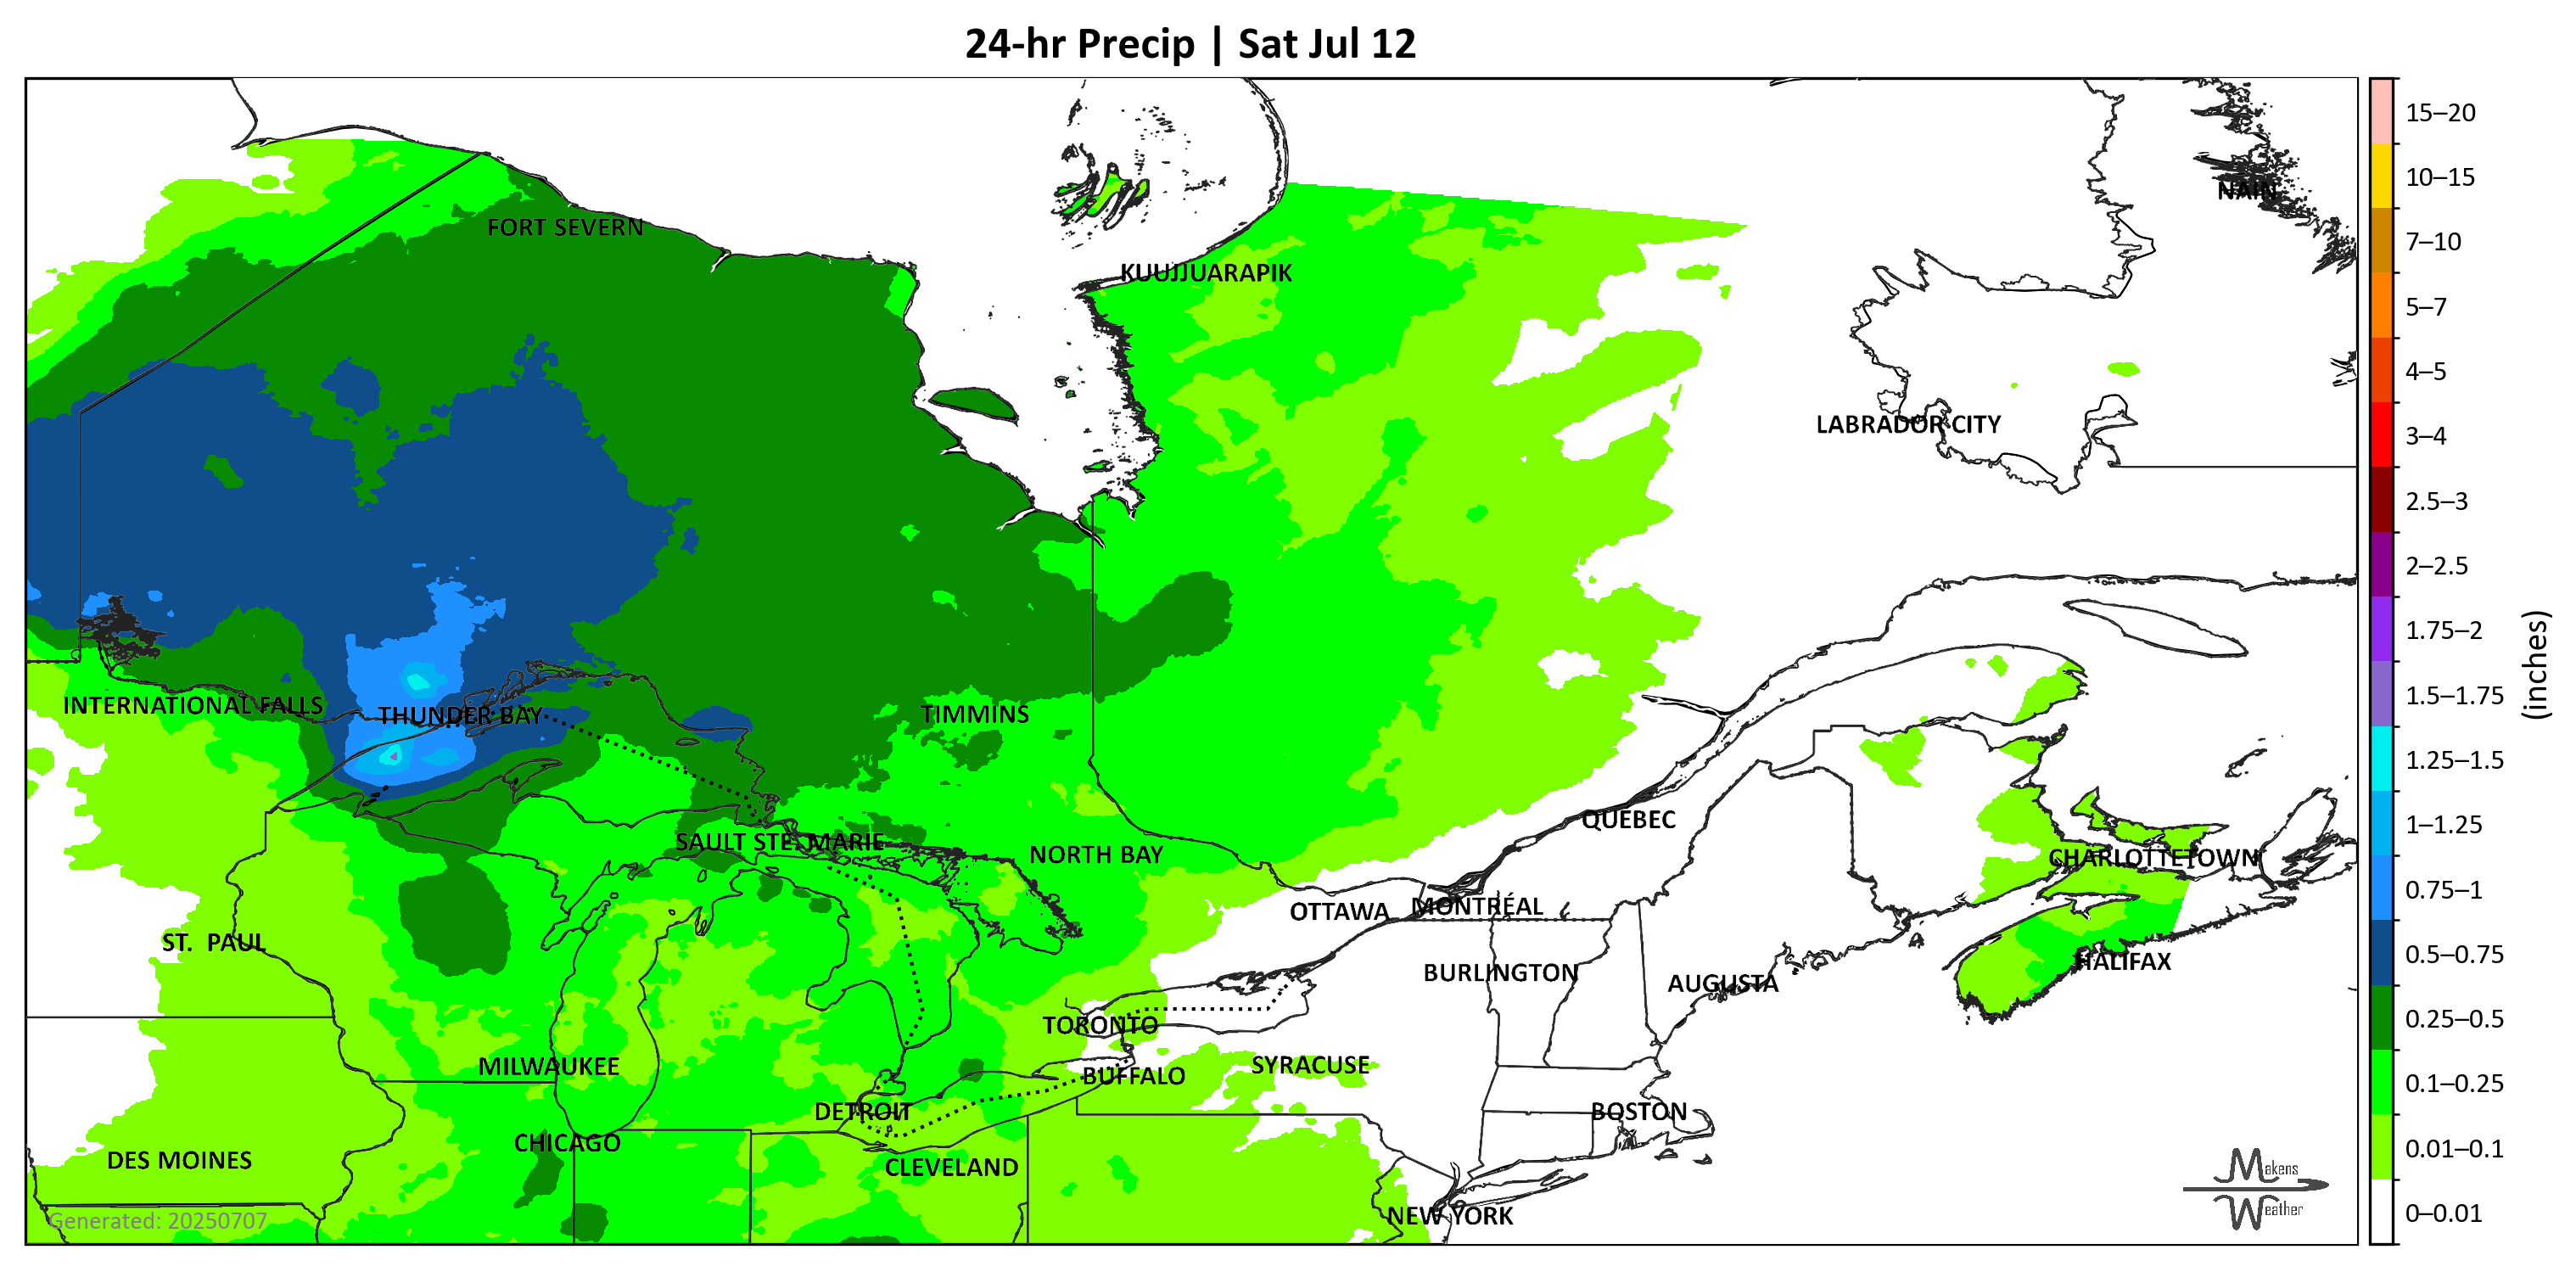 24-hr Precip | Sat Jul 12
15–20
10–15
7–10
5–7
4–5
3–4
2.5–3
2–2.5
1.75–2
1.5–1.75
1.25–1.5
1–1.25
0.75–1
0.5–0.75
0.25–0.5
0.1–0.25
0.01–0.1
0–0.01
(inches)
NAIN
FORT SEVERN
KUUJJUARAPIK
LABRADOR CITY
INTERNATIONAL FALLS
THUNDER BAY
TIMMINS
QUEBEC
SAULT STE. MARIE
NORTH BAY
CHARLOTTETOWN
OTTAWA
MONTRÉAL
ST. PAUL
BURLINGTON
AUGUSTA
HALIFAX
TORONTO
MILWAUKEE
BUFFALO
SYRACUSE
DETROIT
BOSTON
CHICAGO
DES MOINES
CLEVELAND
NEW YORK
Generated: 20250707
Makens
Weather